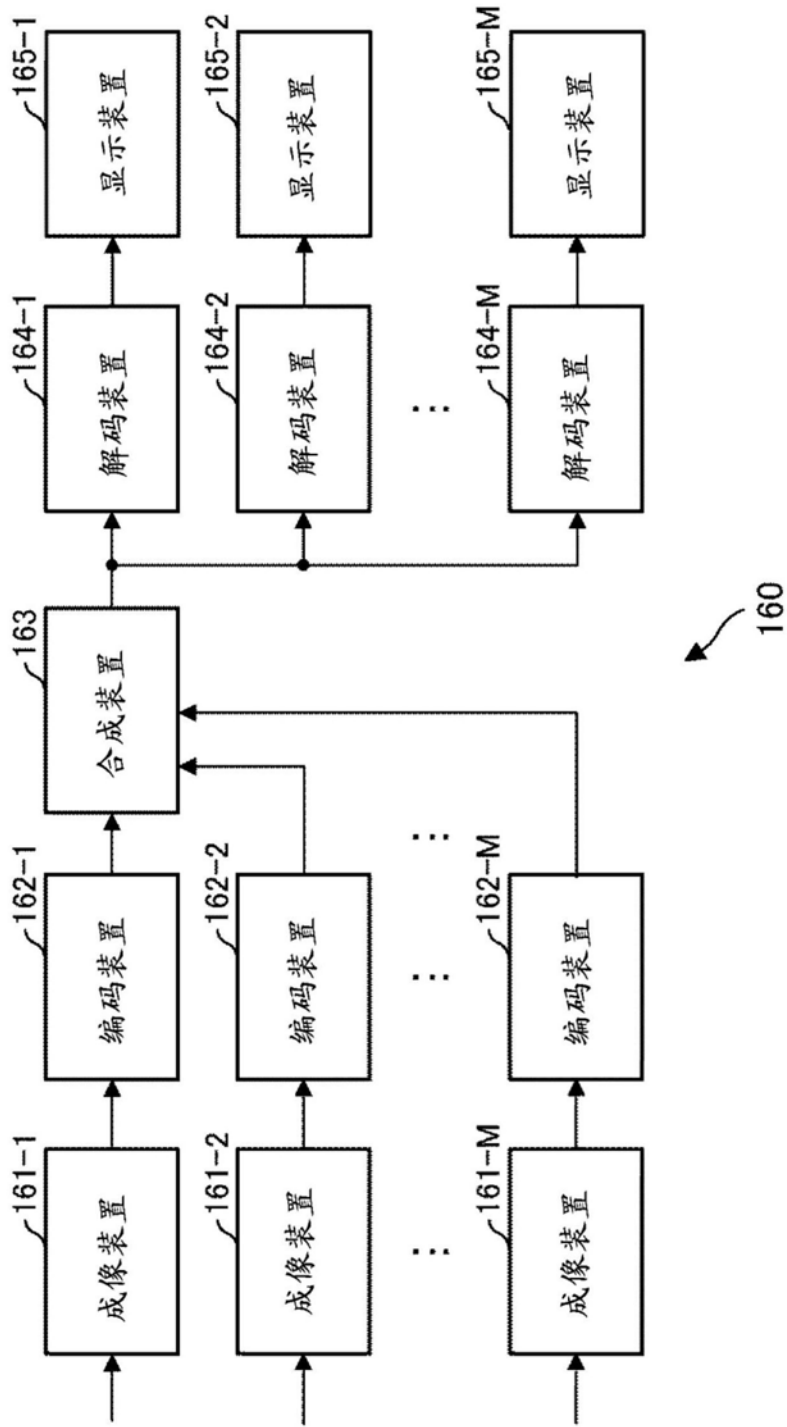 161-1
成像装置
162-1
编码装置
163
合成装置
164-1
解码装置
165-1
显示装置
161-2
成像装置
162-2
编码装置
164-2
解码装置
165-2
显示装置
...
...
...
...
161-M
成像装置
162-M
编码装置
164-M
解码装置
165-M
显示装置
160